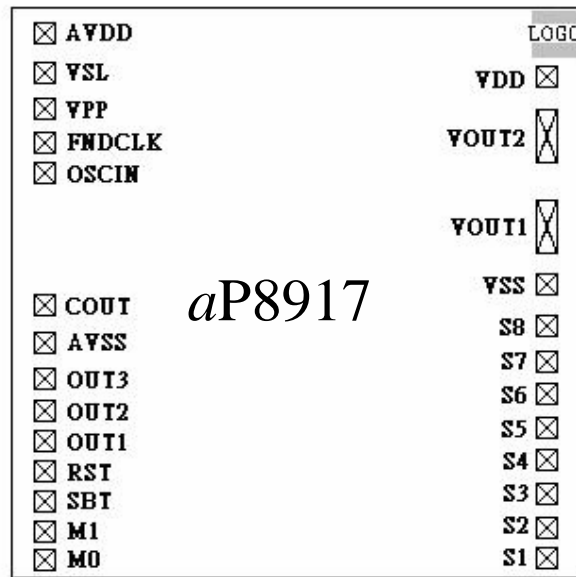 AVDD
VSL
VPP
FNDCLK
OSCIN
COUT
AVSS
OUT3
OUT2
OUT1
RST
SBT
M1
M0
aP8917
LOGO
VDD
VOUT2
VOUT1
VSS
S8
S7
S6
S5
S4
S3
S2
S1